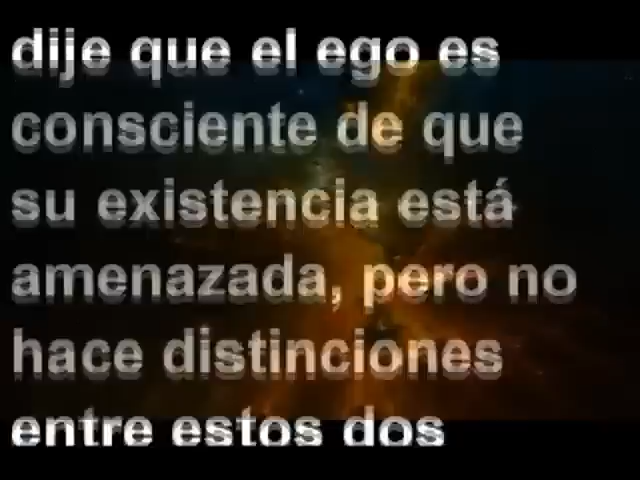 dije que el ego es
consciente de que
su existencia está
amenazada, pero no
hace distinciones
entre estos dos